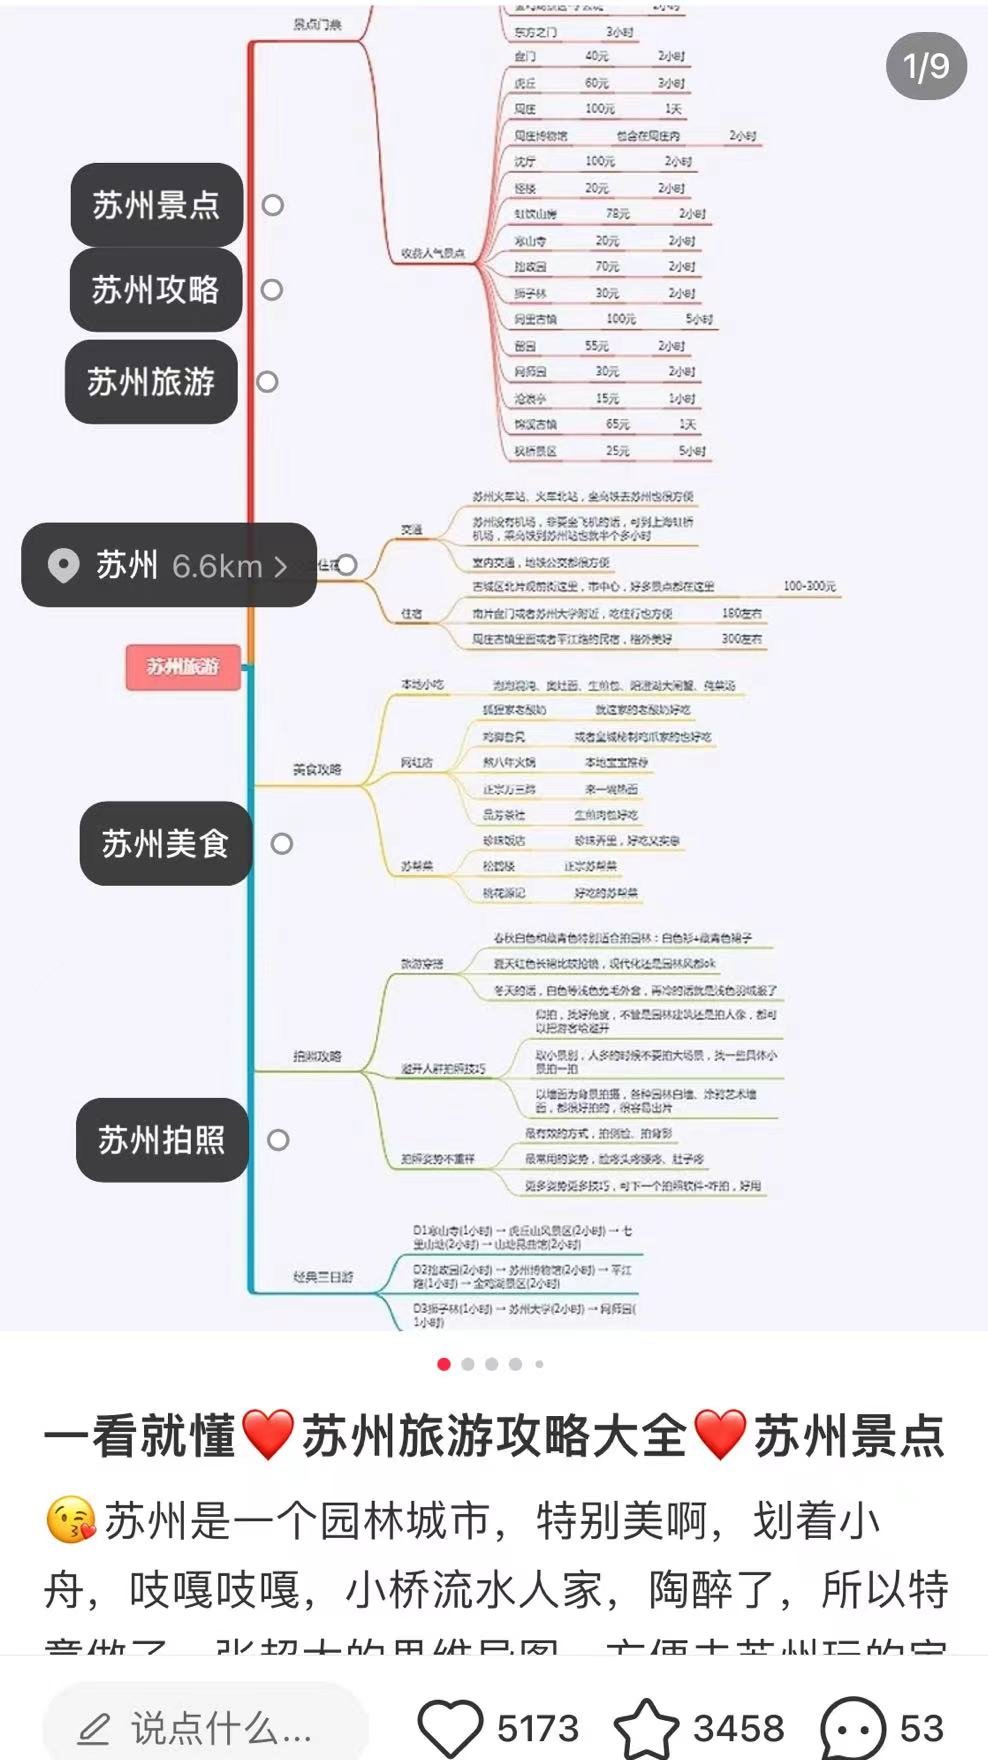 景点门票
东方之门 3小时
1/9
盘门 40元 2小时
虎丘 60元 3小时
周庄 100元 1天
周庄博物馆 包含在周庄内 2小时
沈厅 100元 2小时
怪楼 20元 2小时
虹饮山房 78元 2小时
寒山寺 20元 2小时
收费人气景点
拙政园 70元 2小时
狮子林 30元 2小时
同里古镇 100元 5小时
留园 55元 2小时
网师园 30元 2小时
沧浪亭 15元 1小时
锦溪古镇 65元 1天
枫桥景区 25元 5小时
苏州景点
苏州攻略
苏州旅游
苏州 6.6km
交通
苏州火车站、火车北站，坐高铁去苏州也很方便
苏州没有机场，非要坐飞机的话，可到上海虹桥
机场，乘高铁到苏州站也就半个多小时
室内交通，地铁公交都很方便
住宿
古城区北片观前街这里，市中心，好多景点都在这里 100-300元
南片盘门或者苏州大学附近，吃住行也方便 180左右
周庄古镇里面或者平江路的民宿，格外美好 300左右
苏州旅游
美食攻略
本地小吃
泡泡混沌、奥灶面、生煎包、阳澄湖大闸蟹、莼菜汤
网红店
狐狸家老酸奶 就这家的老酸奶好吃
鸡脚旮旯 或者皇城秘制鸡爪家的也好吃
熬八年火锅 本地宝宝推荐
正宗万三蹄 来一碗热面
品芳茶社 生煎肉包好吃
苏帮菜
珍珠饭店 珍珠弄里，好吃又实惠
松鹤楼 正宗苏帮菜
桃花源记 好吃的苏帮菜
苏州美食
拍照攻略
旅游穿搭
春秋白色和藏青色特别适合拍园林：白色衫+藏青色裙子
夏天红色长裙比较抢镜，现代化还是园林风都ok
冬天的话，白色等浅色兔毛外套，再冷的话就是浅色羽绒服了
避开人群拍照技巧
仰拍，找好角度，不管是园林建筑还是拍人像，都可
以把游客给避开
取小景别，人多的时候不要拍大场景，找一些具体小
景拍一拍
以墙面为背景拍摄，各种园林白墙、涂鸦艺术墙
面，都很好拍的，很容易出片
拍照姿势不重样
最有效的方式，拍侧脸、拍背影
最常用的姿势，脸疼头疼腰疼、肚子疼
更多姿势更多技巧，可下一个拍照软件-咋拍，好用
苏州拍照
经典三日游
D1寒山寺(1小时) → 虎丘山风景区(2小时) → 七
里山塘(2小时) → 山塘昆曲馆(2小时)
D2拙政园(2小时) → 苏州博物馆(2小时) → 平江
路(1小时) → 金鸡湖景区(2小时)
D3狮子林(1小时) → 苏州大学(2小时) → 网师园(
1小时)
一看就懂❤️苏州旅游攻略大全❤️苏州景点
😘苏州是一个园林城市，特别美啊，划着小
舟，吱嘎吱嘎，小桥流水人家，陶醉了，所以特
意做了一张超大的思维导图，方便去苏州玩的宝
说点什么...
5173
3458
53